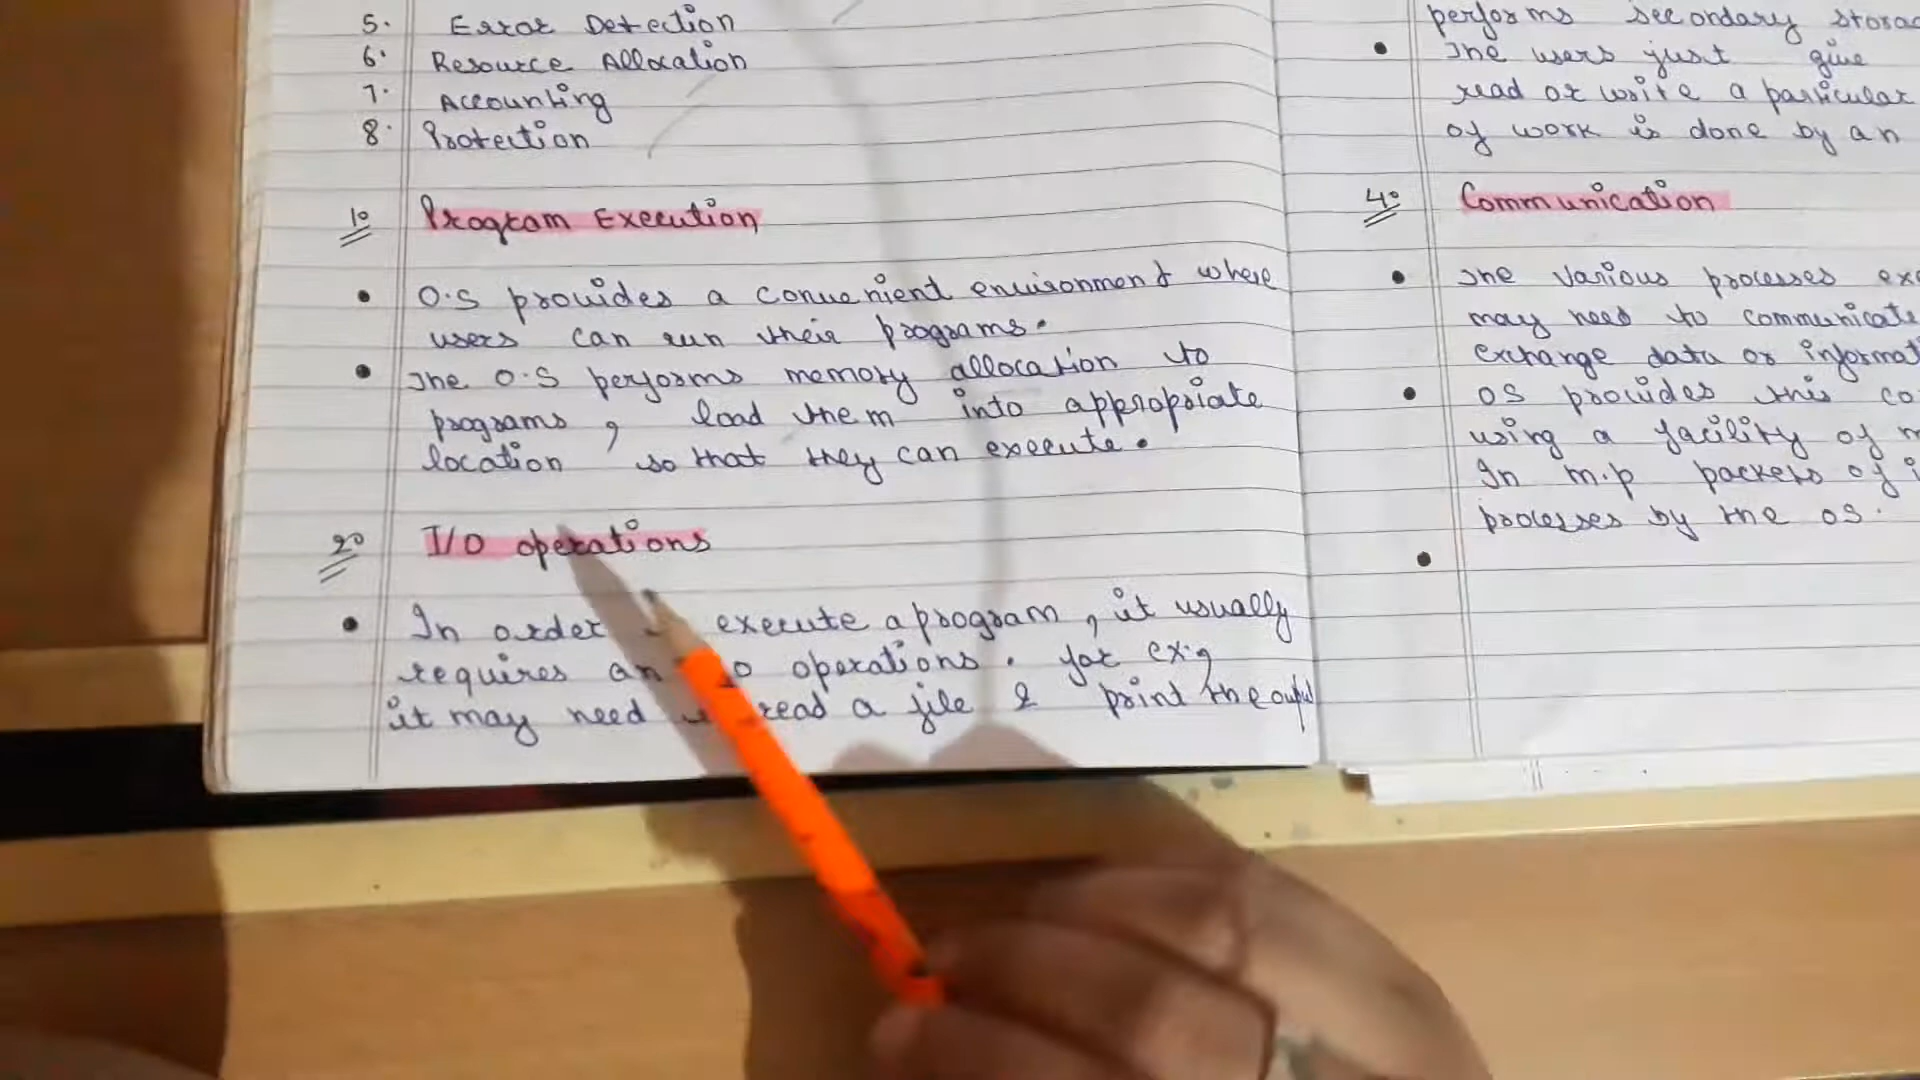 5. Error Detection
6. Resource Allocation
7. Accounting
8. Protection
1. Program Execution
• O.S provides a convenient environment where
users can run their programs.
• The O.S performs memory allocation to
programs, load them into appropriate
location, so that they can execute.
2. I/O operations
• In order execute a program, it usually
requires an operations. for ex:,
it may need read a file & print the output
performs secondary
• The users just give
read or write a particular
of work is done by an
4. Communication
• The various processes
may need to communicate
exchange data or
• OS provides this
using a facility of
In m.p packets of
processes by the OS.
•